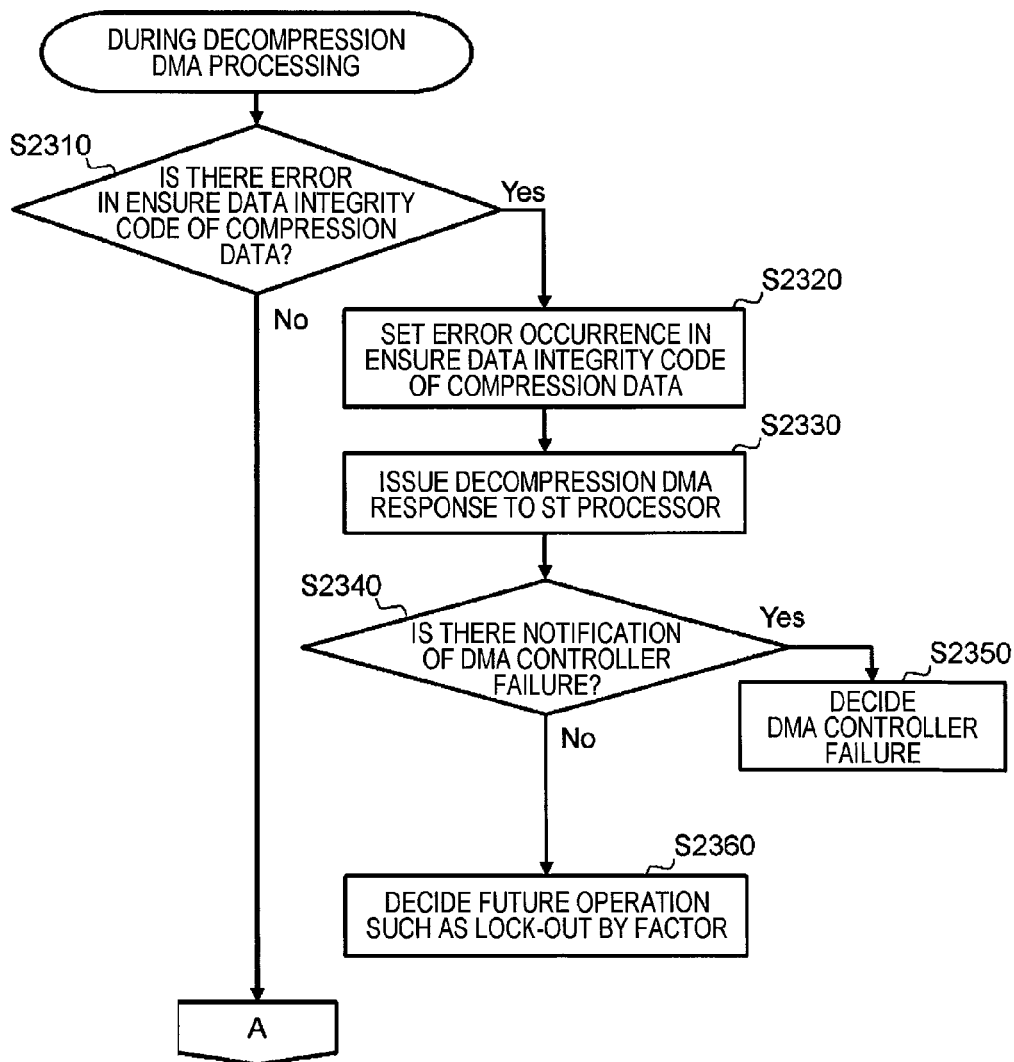 DURING DECOMPRESSION
DMA PROCESSING
S2310
IS THERE ERROR
IN ENSURE DATA INTEGRITY
CODE OF COMPRESSION
DATA?
Yes
No
S2320
SET ERROR OCCURRENCE IN
ENSURE DATA INTEGRITY CODE
OF COMPRESSION DATA
S2330
ISSUE DECOMPRESSION DMA
RESPONSE TO ST PROCESSOR
S2340
IS THERE NOTIFICATION
OF DMA CONTROLLER
FAILURE?
Yes
No
S2350
DECIDE
DMA CONTROLLER
FAILURE
S2360
DECIDE FUTURE OPERATION
SUCH AS LOCK-OUT BY FACTOR
A